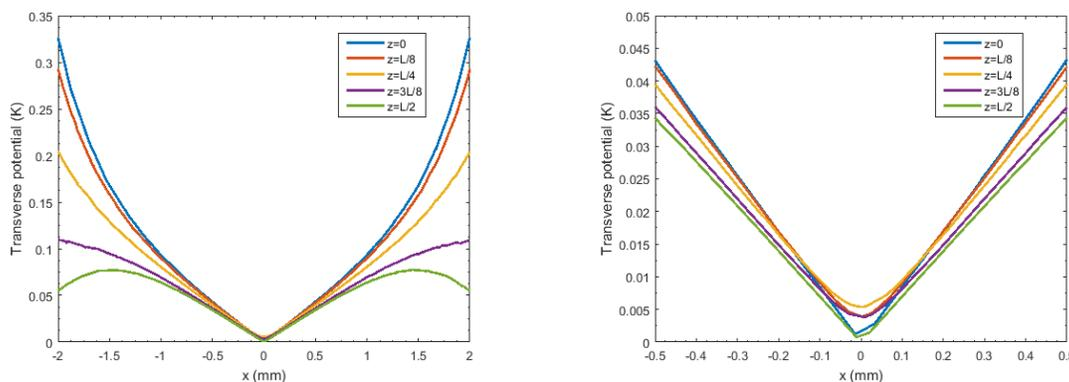 0.35
0.3
0.25
0.2
0.15
0.1
0.05
0
Transverse potential (K)
-2 -1.5 -1 -0.5 0 0.5 1 1.5 2
x (mm)
z=0
z=L/8
z=L/4
z=3L/8
z=L/2
0.05
0.045
0.04
0.035
0.03
0.025
0.02
0.015
0.01
0.005
0
Transverse potential (K)
-0.5 -0.4 -0.3 -0.2 -0.1 0 0.1 0.2 0.3 0.4 0.5
x (mm)
z=0
z=L/8
z=L/4
z=3L/8
z=L/2